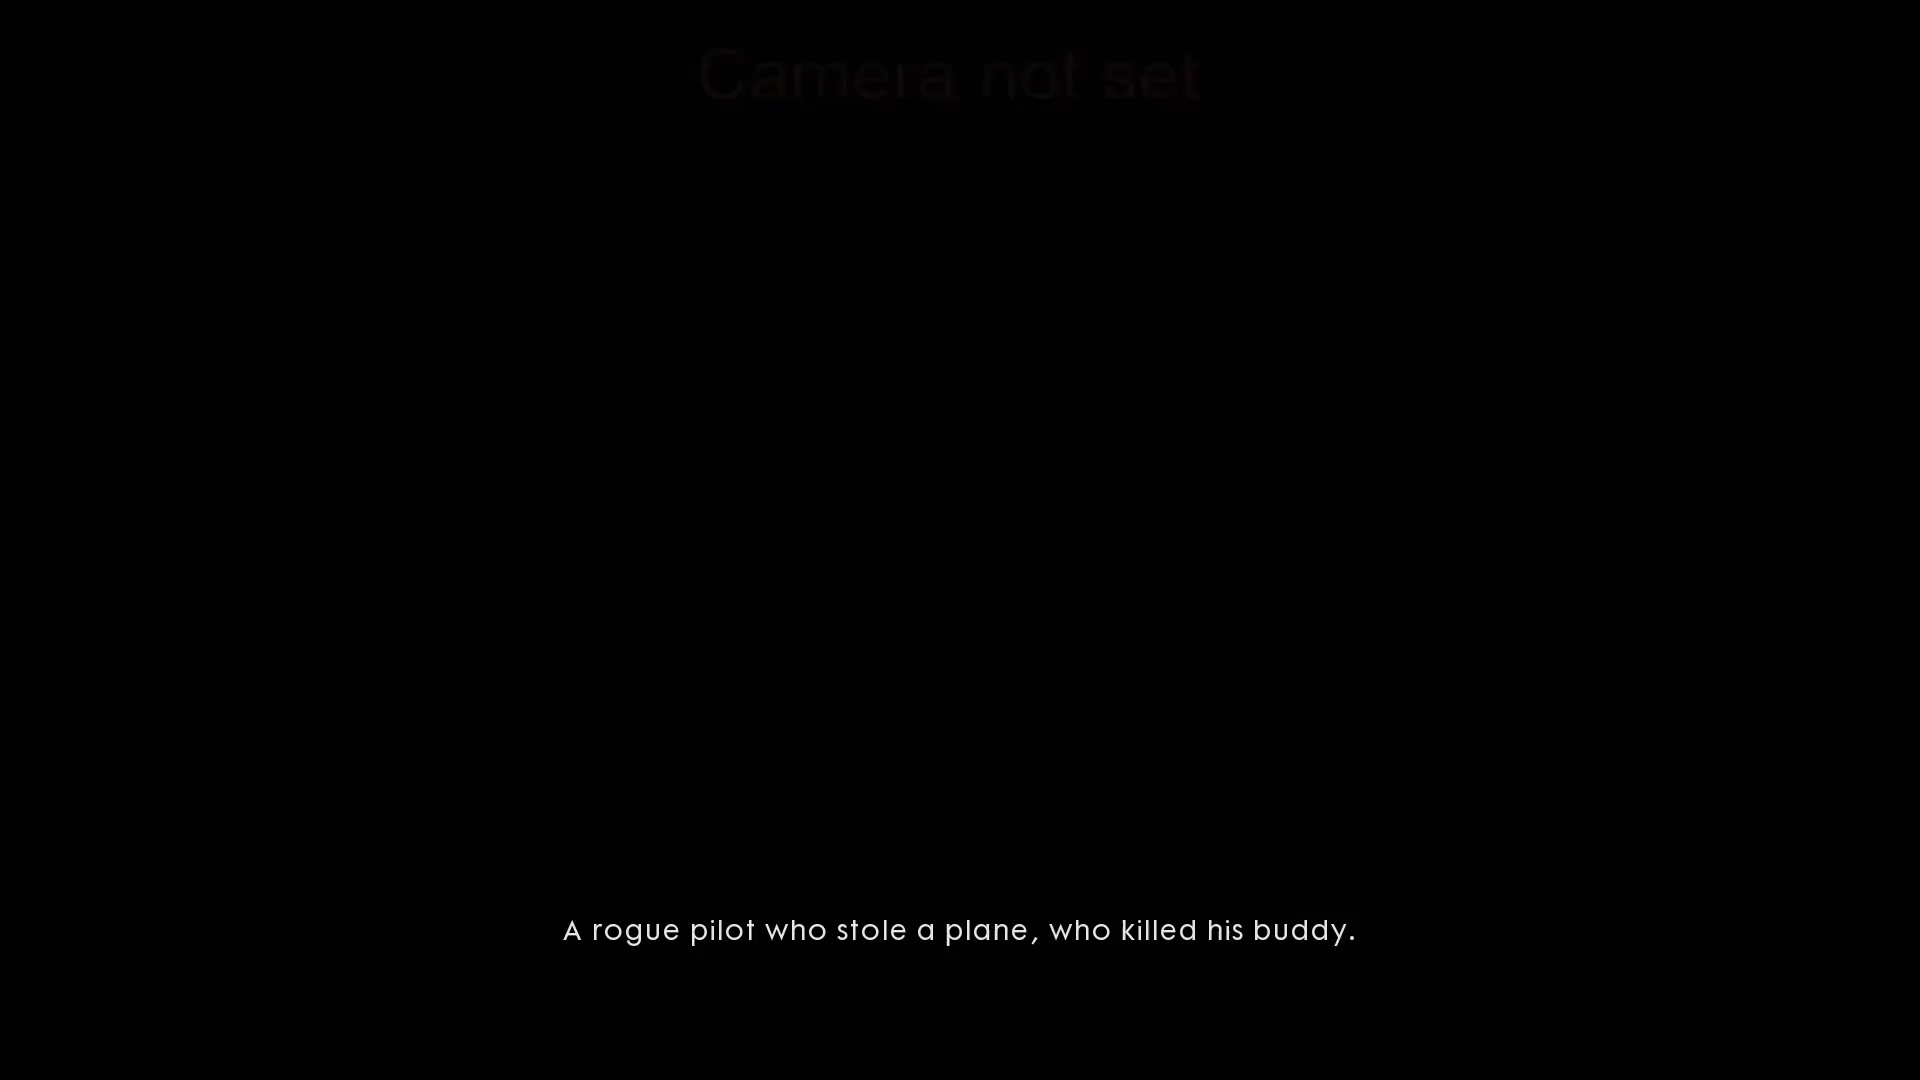 Camera not set
A rogue pilot who stole a plane, who killed his buddy.